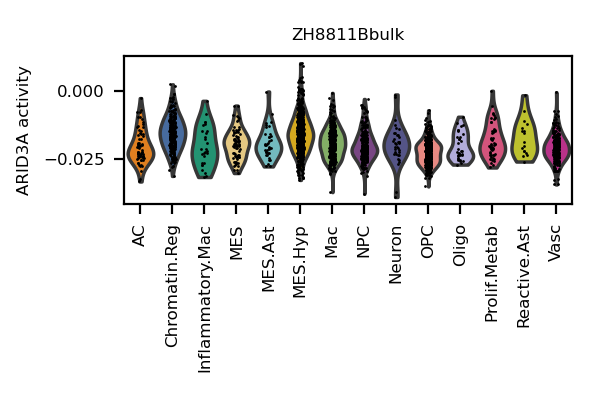 ZH8811Bbulk
ARID3A activity
0.000
−0.025
AC
Chromatin.Reg
Inflammatory.Mac
MES
MES.Ast
MES.Hyp
Mac
NPC
Neuron
OPC
Oligo
Prolif.Metab
Reactive.Ast
Vasc